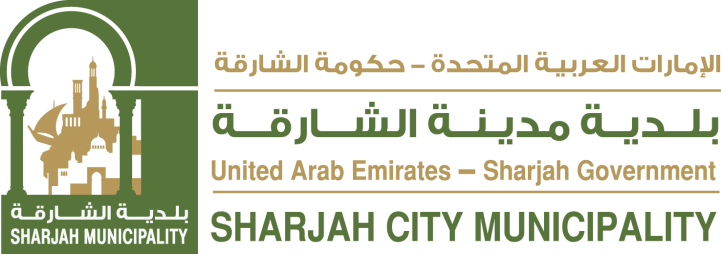 الإمارات العربية المتحدة - حكومة الشارقة
بلدية مدينة الشارقة
United Arab Emirates – Sharjah Government
SHARJAH CITY MUNICIPALITY
بلدية الشارقة
SHARJAH MUNICIPALITY